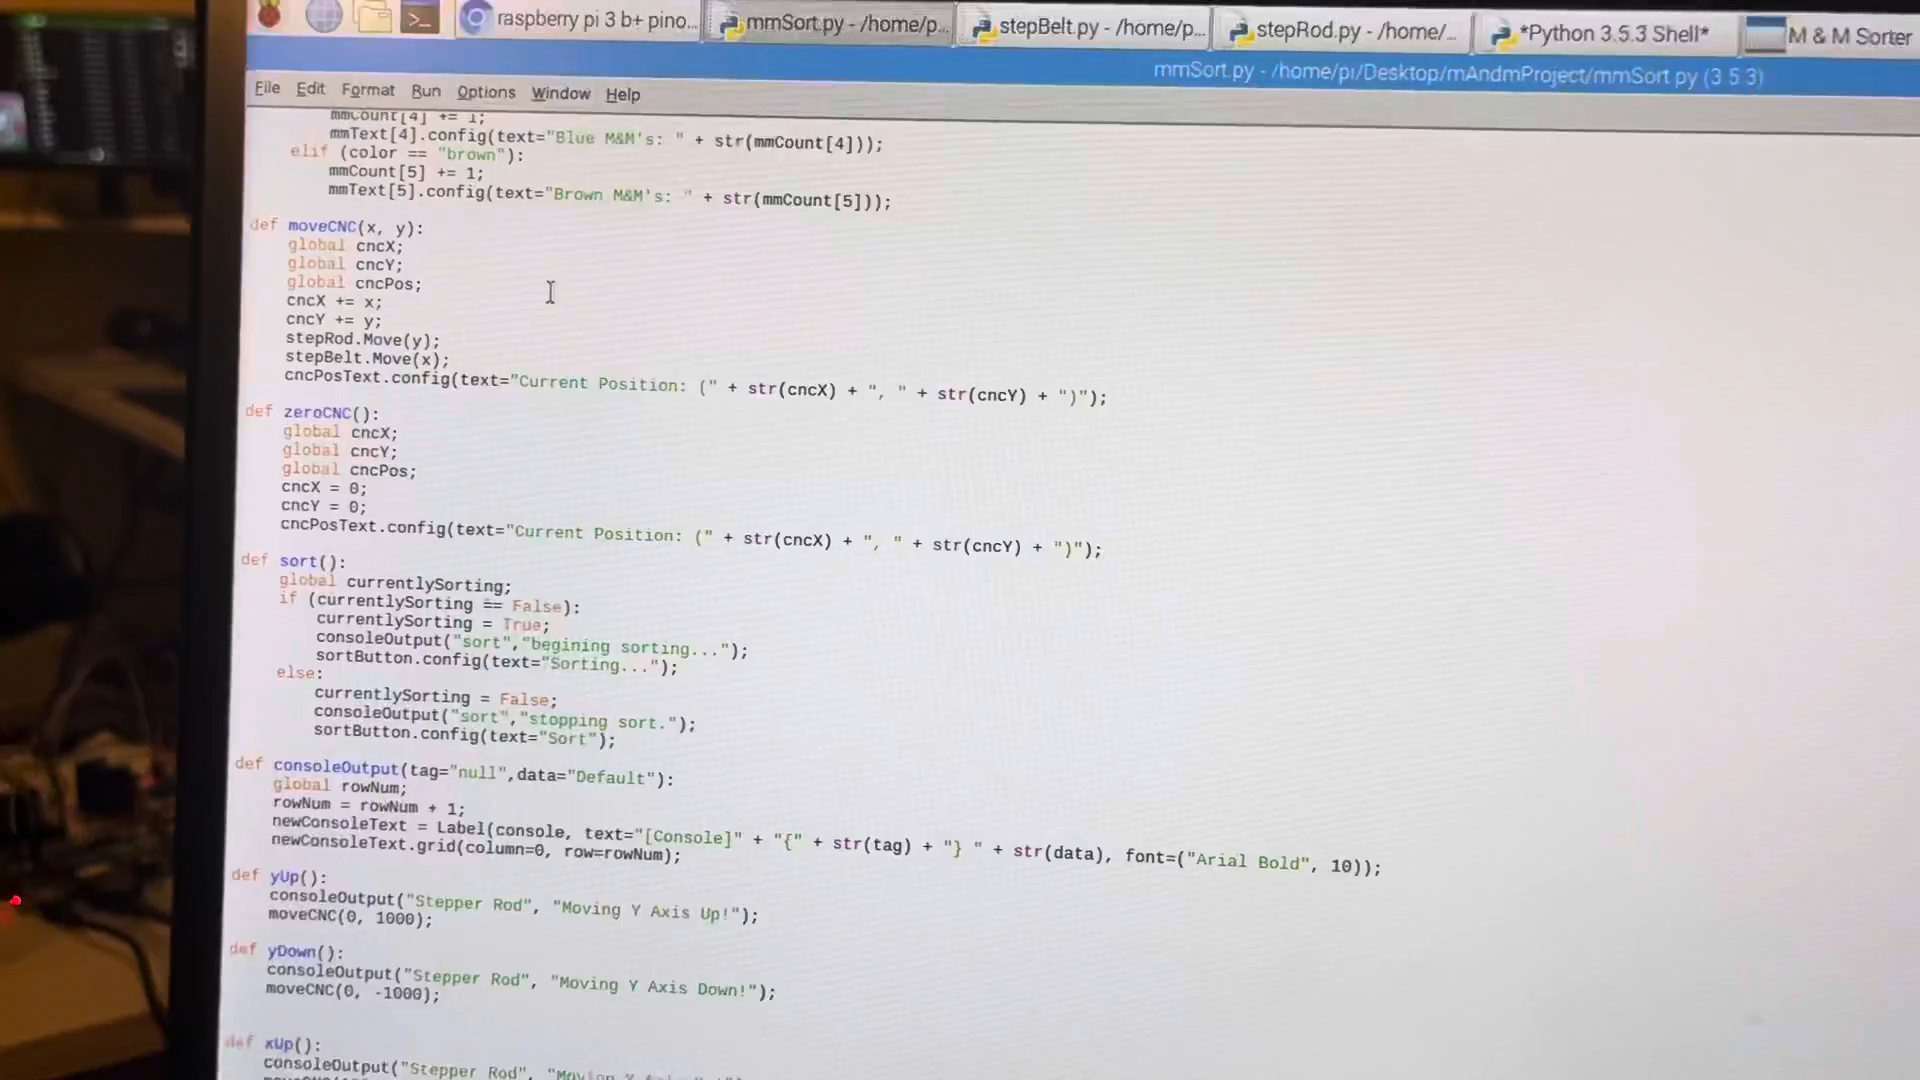 raspberry pi 3 b+ pino...
mmSort.py - /home/p...
stepBelt.py - /home/p...
stepRod.py - /home/...
*Python 3.5.3 Shell*
M & M Sorter
mmSort.py - /home/pi/Desktop/mAndmProject/mmSort.py (3.5.3)
File Edit Format Run Options Window Help
mmCount[4] += 1;
mmText[4].config(text="Blue M&M's: " + str(mmCount[4]));
elif (color == "brown"):
mmCount[5] += 1;
mmText[5].config(text="Brown M&M's: " + str(mmCount[5]));
def moveCNC(x, y):
global cncX;
global cncY;
global cncPos;
cncX += x;
cncY += y;
stepRod.Move(y);
stepBelt.Move(x);
cncPosText.config(text="Current Position: (" + str(cncX) + ", " + str(cncY) + ")");
def zeroCNC():
global cncX;
global cncY;
global cncPos;
cncX = 0;
cncY = 0;
cncPosText.config(text="Current Position: (" + str(cncX) + ", " + str(cncY) + ")");
def sort():
global currentlySorting;
if (currentlySorting == False):
currentlySorting = True;
consoleOutput("sort","begining sorting...");
sortButton.config(text="Sorting...");
else:
currentlySorting = False;
consoleOutput("sort","stopping sort.");
sortButton.config(text="Sort");
def consoleOutput(tag="null",data="Default"):
global rowNum;
rowNum = rowNum + 1;
newConsoleText = Label(console, text="[Console]" + "{" + str(tag) + "} " + str(data), font=("Arial Bold", 10));
newConsoleText.grid(column=0, row=rowNum);
def yUp():
consoleOutput("Stepper Rod", "Moving Y Axis Up!");
moveCNC(0, 1000);
def yDown():
consoleOutput("Stepper Rod", "Moving Y Axis Down!");
moveCNC(0, -1000);
def xUp():
consoleOutput("Stepper Rod", "Moving